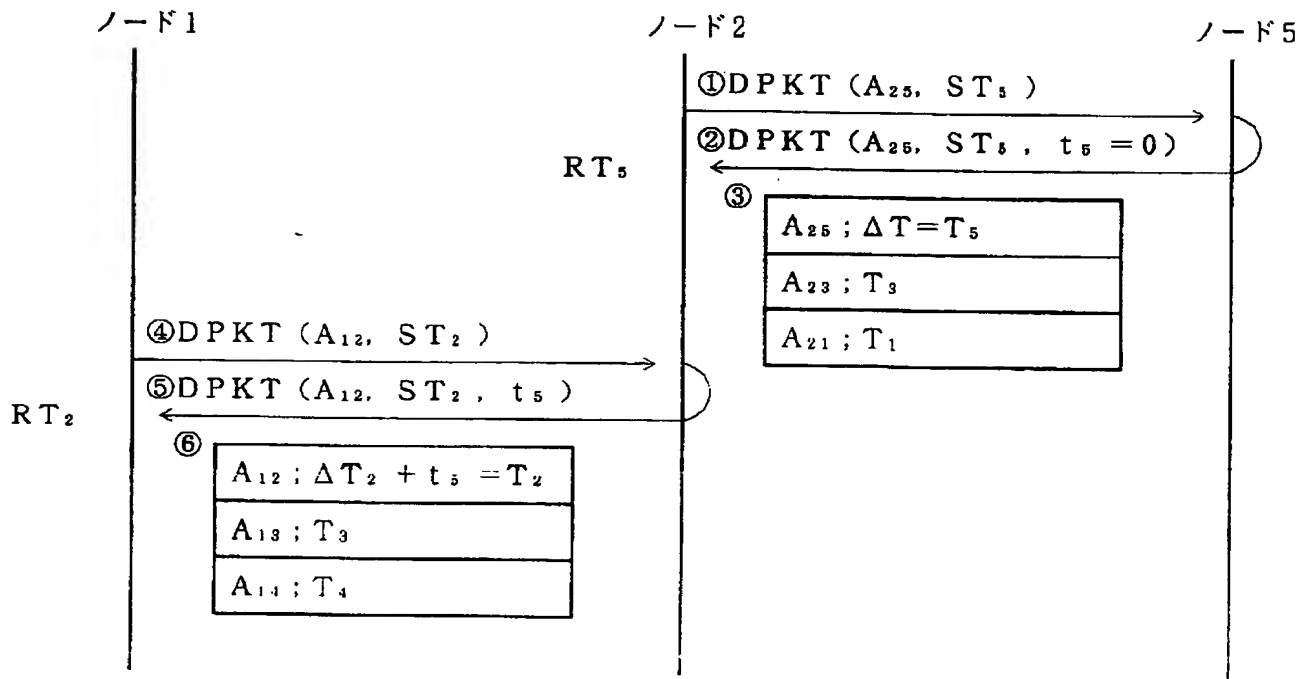 ノード1
ノード2
ノード5
①DPKT (A₂₅, ST₅)
②DPKT (A₂₅, ST₅, t₅=0)
RT₅
③
A₂₅;ΔT=T₅
A₂₃;T₃
A₂₁;T₁
④DPKT (A₁₂, ST₂)
⑤DPKT (A₁₂, ST₂, t₅)
RT₂
⑥
A₁₂;ΔT₂+t₅=T₂
A₁₃;T₃
A₁₄;T₄